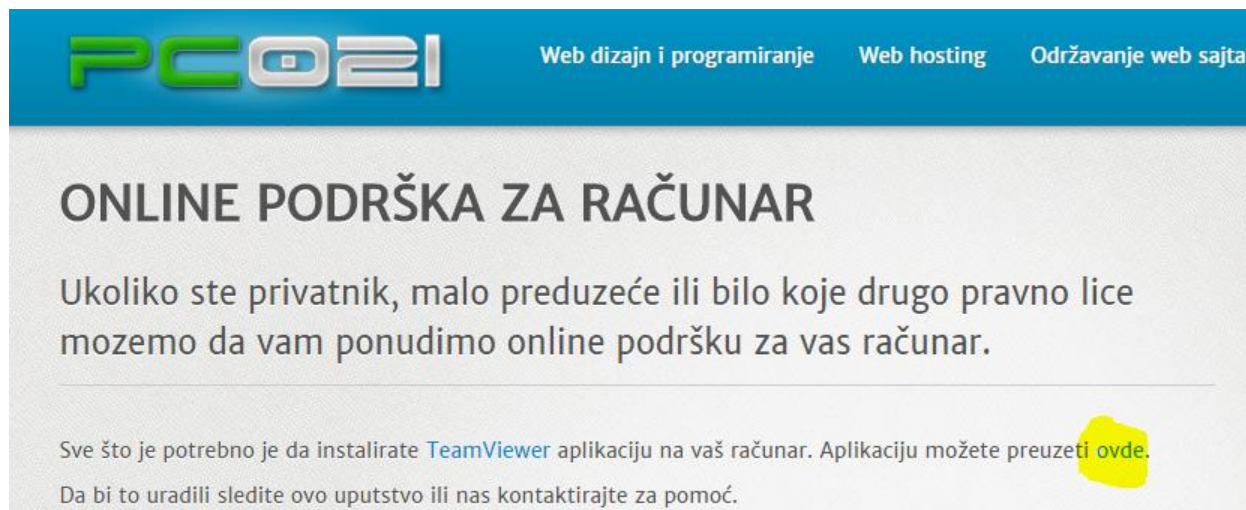 PC021
Web dizajn i programiranje Web hosting Održavanje web sajta
ONLINE PODRŠKA ZA RAČUNAR
Ukoliko ste privatnik, malo preduzeće ili bilo koje drugo pravno lice
mozemo da vam ponudimo online podršku za vas računar.
Sve što je potrebno je da instalirate TeamViewer aplikaciju na vaš računar. Aplikaciju možete preuzeti ovde.
Da bi to uradili sledite ovo uputstvo ili nas kontaktirajte za pomoć.